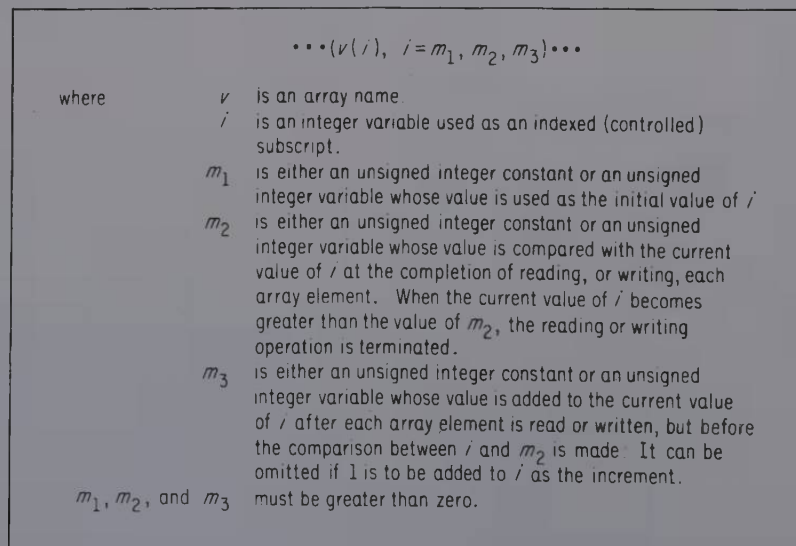 •••(v(i), i=m₁, m₂, m₃)•••
where v is an array name.
i is an integer variable used as an indexed (controlled)
subscript.
m₁ is either an unsigned integer constant or an unsigned
integer variable whose value is used as the initial value of i
m₂ is either an unsigned integer constant or an unsigned
integer variable whose value is compared with the current
value of i at the completion of reading, or writing, each
array element. When the current value of i becomes
greater than the value of m₂, the reading or writing
operation is terminated.
m₃ is either an unsigned integer constant or an unsigned
integer variable whose value is added to the current value
of i after each array element is read or written, but before
the comparison between i and m₂ is made. It can be
omitted if 1 is to be added to i as the increment.
m₁, m₂, and m₃ must be greater than zero.